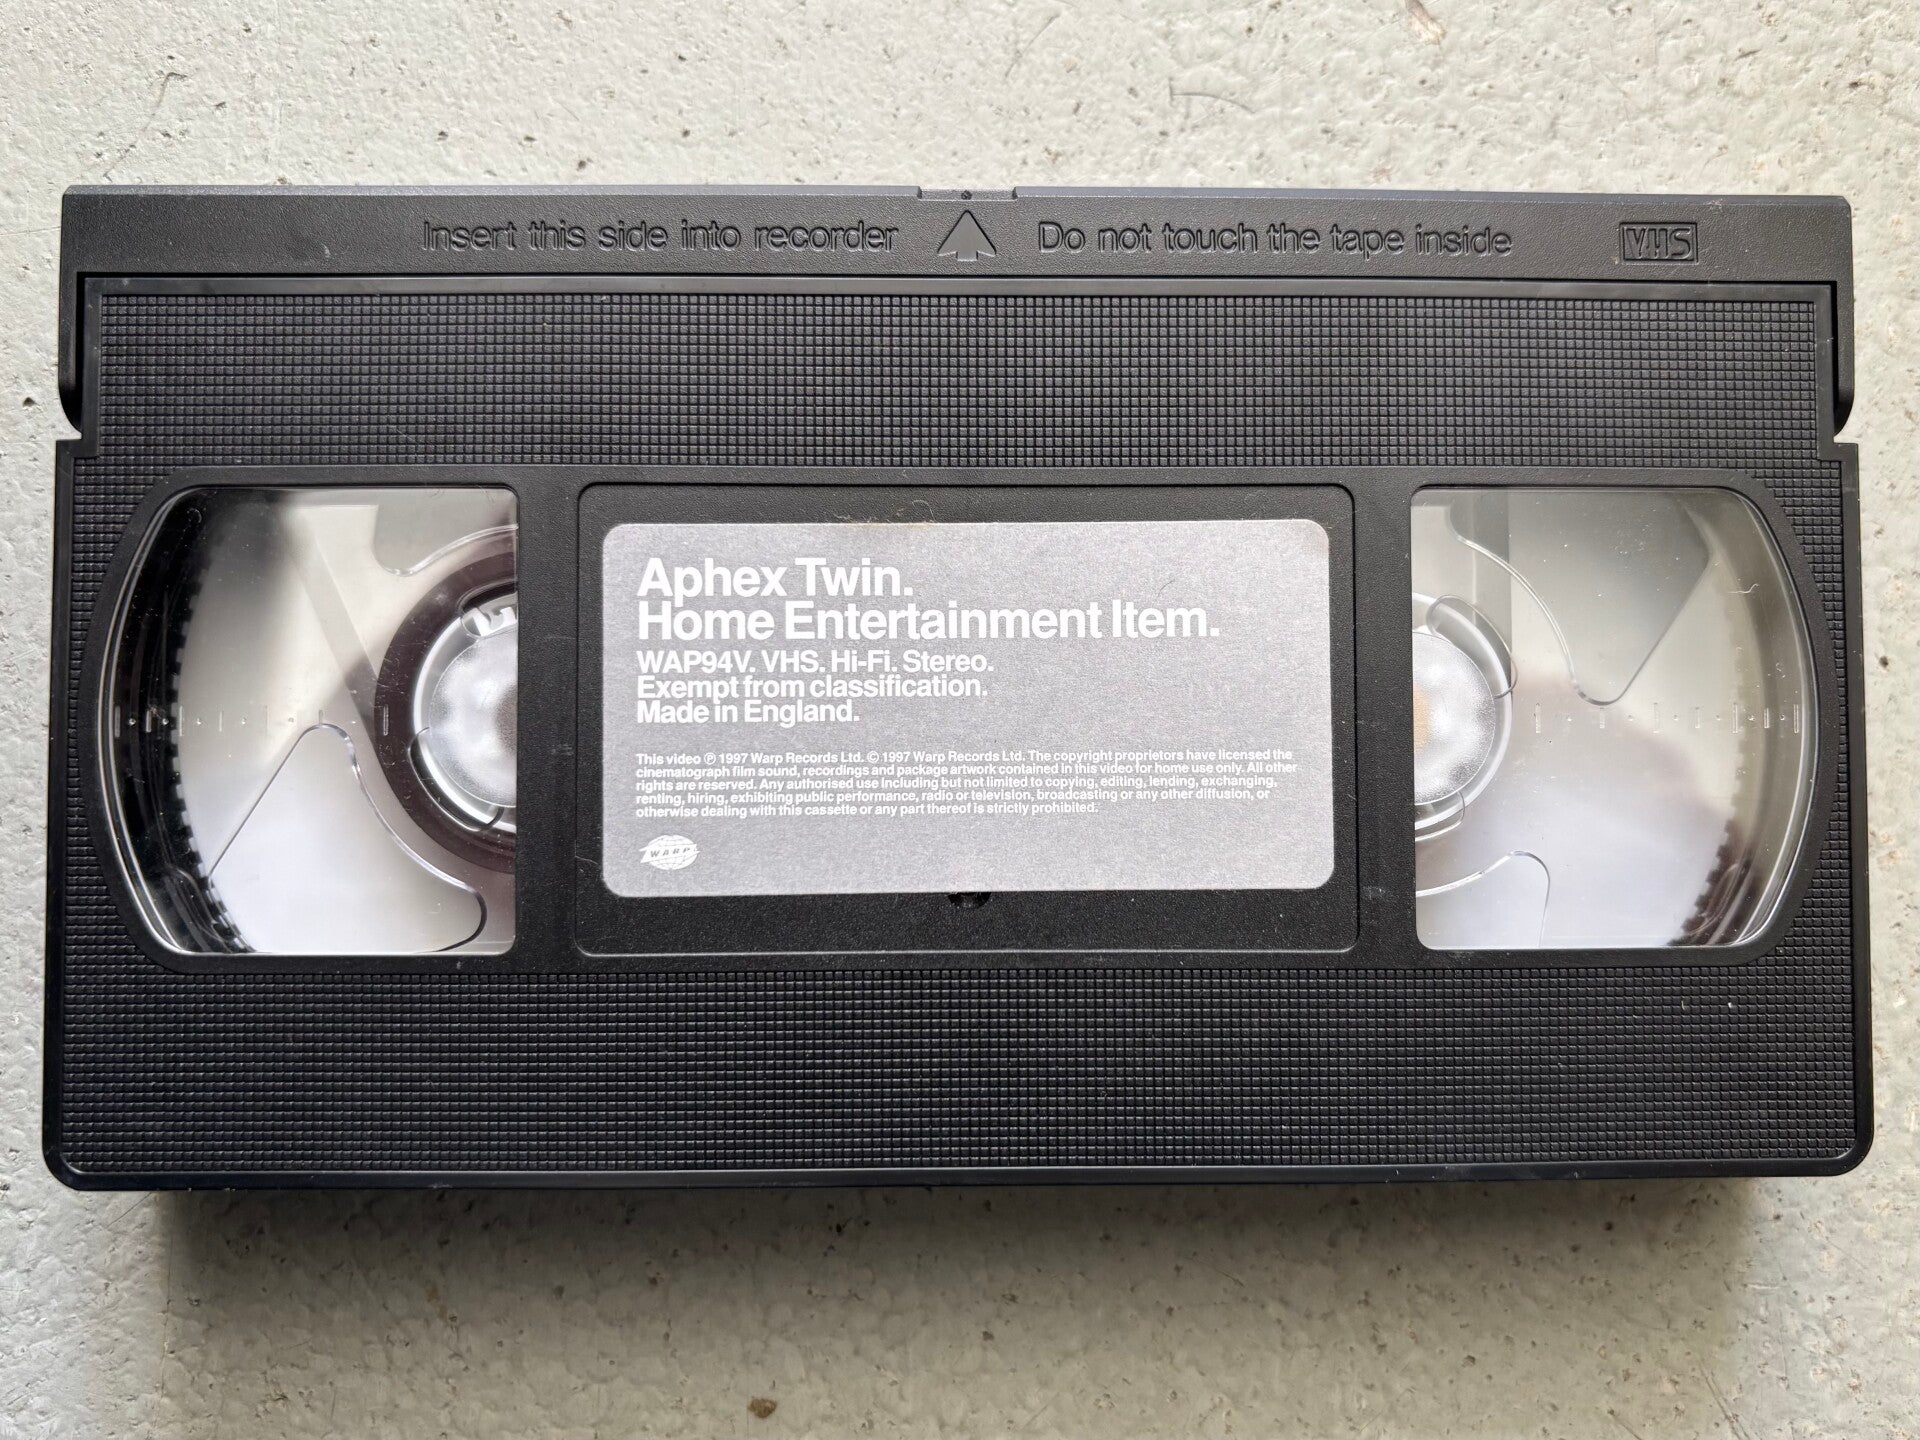 Insert this side into recorder Do not touch the tape inside VHS
Aphex Twin.
Home Entertainment Item.
WAP94V. VHS. Hi-Fi. Stereo.
Exempt from classification.
Made in England.
This video ℗ 1997 Warp Records Ltd. © 1997 Warp Records Ltd. The copyright proprietors have licensed the
cinematograph film sound, recordings and package artwork contained in this video for home use only. All other
rights are reserved. Any authorised use including but not limited to copying, editing, lending, exchanging,
renting, hiring, exhibiting public performance, radio or television, broadcasting or any other diffusion, or
otherwise dealing with this cassette or any part thereof is strictly prohibited.
WARP